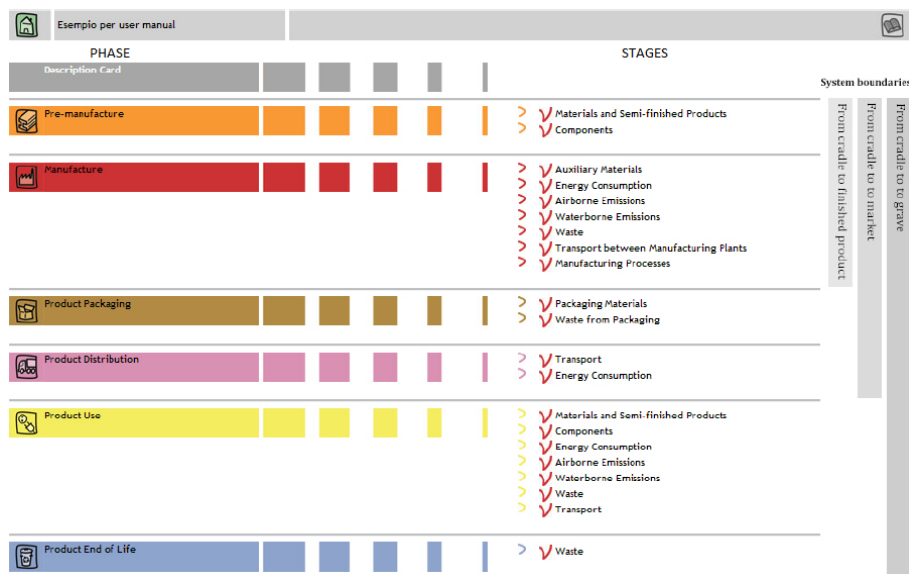 Esempio per user manual
PHASE
STAGES
Description Card
System boundaries
Pre-manufacture
Materials and Semi-finished Products
Components
Manufacture
Auxiliary Materials
Energy Consumption
Airborne Emissions
Waterborne Emissions
Waste
Transport between Manufacturing Plants
Manufacturing Processes
Product Packaging
Packaging Materials
Waste from Packaging
Product Distribution
Transport
Energy Consumption
Product Use
Materials and Semi-finished Products
Components
Energy Consumption
Airborne Emissions
Waterborne Emissions
Waste
Transport
Product End of Life
Waste
From cradle to finished product
From cradle to to market
From cradle to to grave